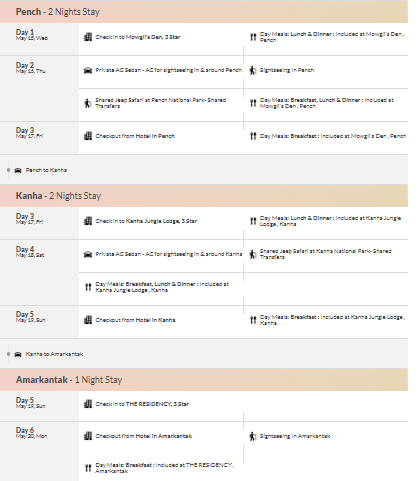 Pench - 2 Nights Stay
Day 1
May 15, Wed
Check in to Mowgli's Den, 3 Star
Day Meals: Lunch & Dinner : Included at Mowgli's Den,
Pench
Day 2
May 16, Thu
Private AC Sedan - AC for sightseeing in & around Pench
Sightseeing in Pench
Shared Jeep Safari at Pench National Park- Shared
Transfers
Day Meals: Breakfast, Lunch & Dinner : Included at
Mowgli's Den, Pench
Day 3
May 17, Fri
Checkout from Hotel in Pench
Day Meals: Breakfast : Included at Mowgli's Den, Pench
Pench to Kanha
Kanha - 2 Nights Stay
Day 3
May 17, Fri
Check in to Kanha Jungle Lodge, 3 Star
Day Meals: Lunch & Dinner : Included at Kanha Jungle
Lodge, Kanha
Day 4
May 18, Sat
Private AC Sedan - AC for sightseeing in & around Kanha
Shared Jeep Safari at Kanha National Park- Shared
Transfers
Day Meals: Breakfast, Lunch & Dinner : Included at
Kanha Jungle Lodge, Kanha
Day 5
May 19, Sun
Checkout from Hotel in Kanha
Day Meals: Breakfast : Included at Kanha Jungle Lodge,
Kanha
Kanha to Amarkantak
Amarkantak - 1 Night Stay
Day 5
May 19, Sun
Check in to THE RESIDENCY, 3 Star
Day 6
May 20, Mon
Checkout from Hotel in Amarkantak
Sightseeing in Amarkantak
Day Meals: Breakfast : Included at THE RESIDENCY,
Amarkantak